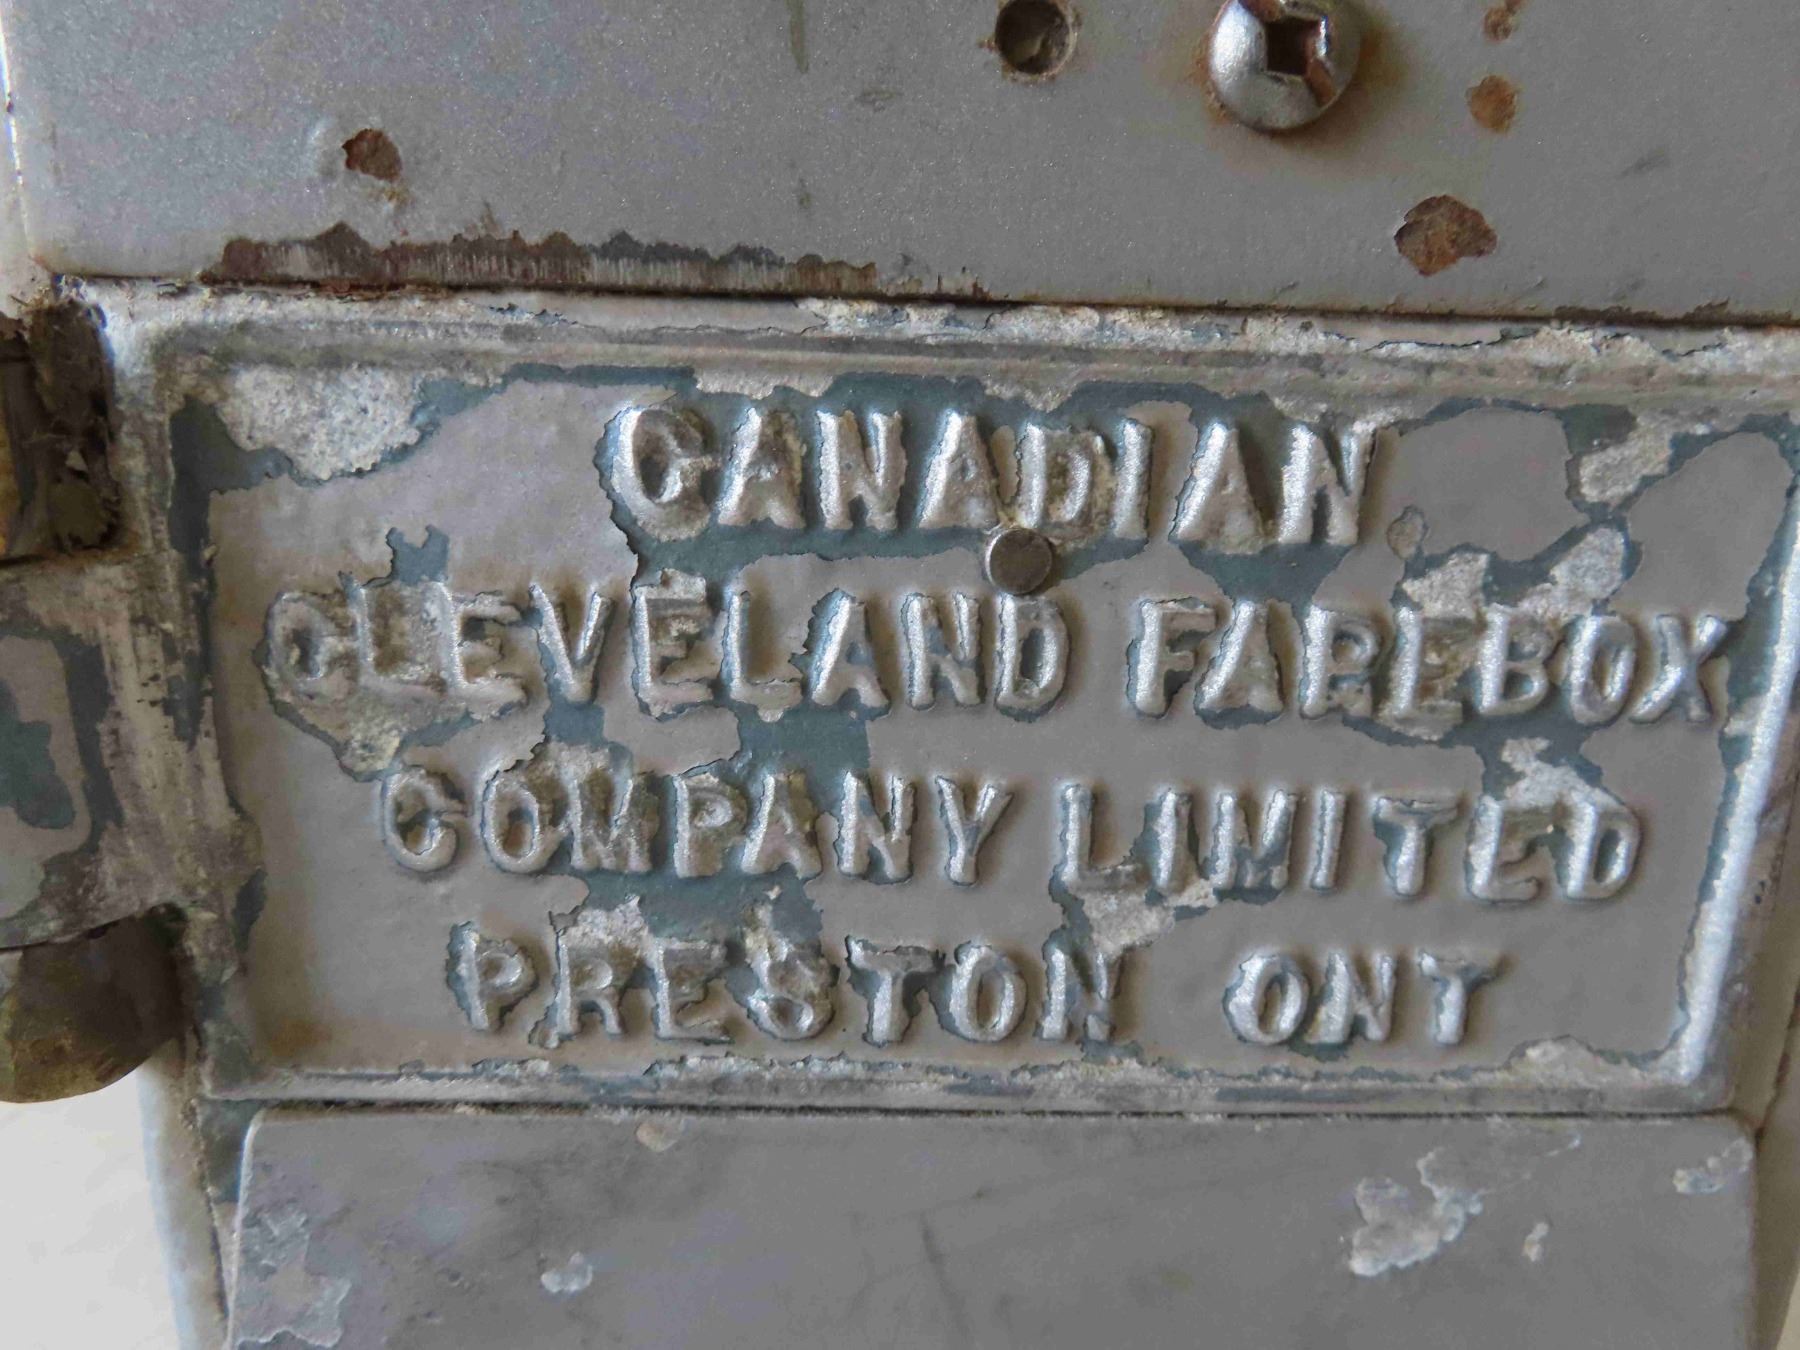 CANADIAN
CLEVELAND FAREBOX
COMPANY LIMITED
PRESTON ONT